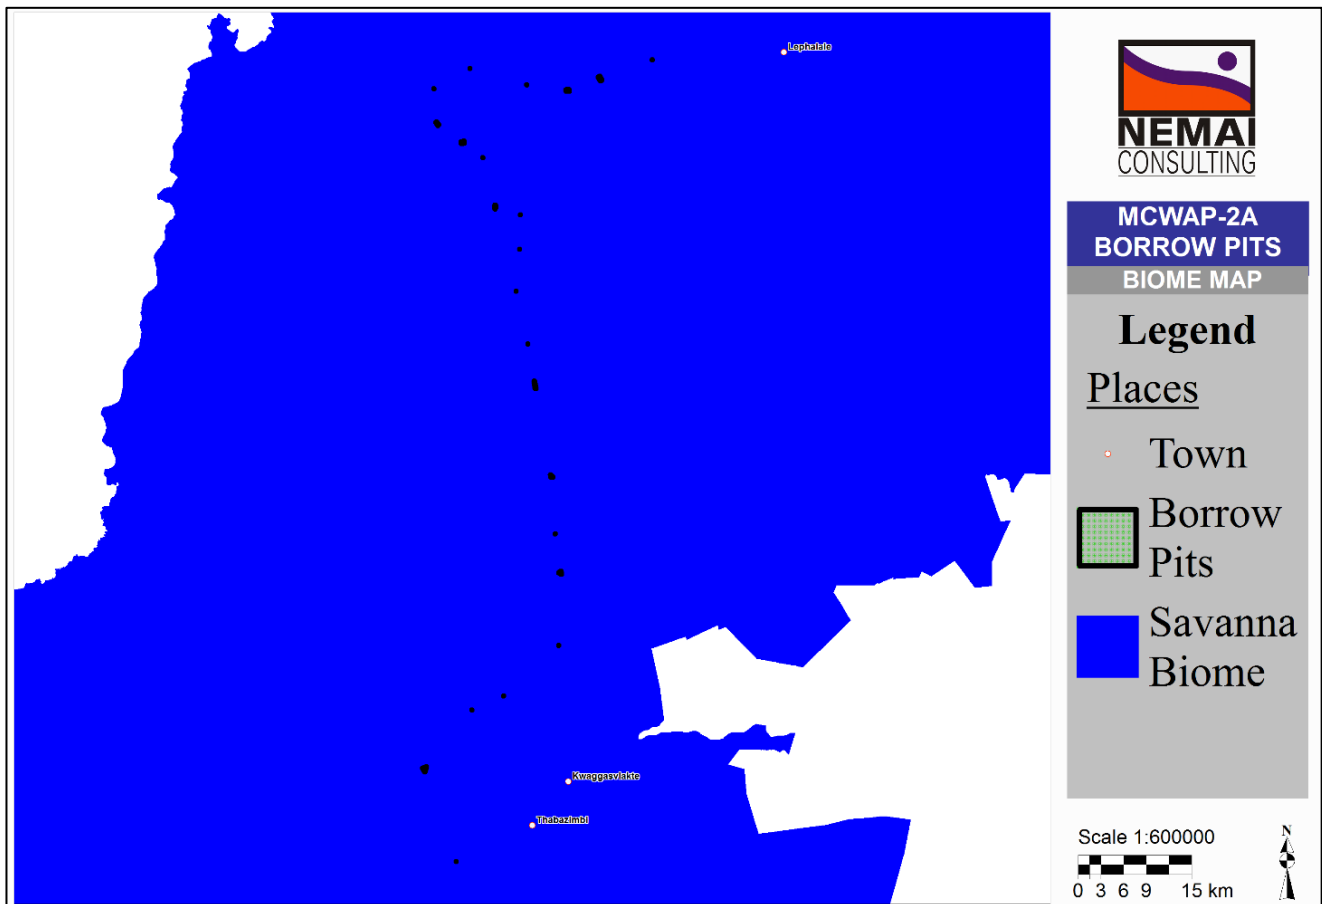 Lephalale
Kwaggasvlakte
Thabazimbi
NEMAI
CONSULTING
MCWAP-2A
BORROW PITS
BIOME MAP
Legend
Places
Town
Borrow
Pits
Savanna
Biome
Scale 1:600000
N
0 3 6 9 15 km